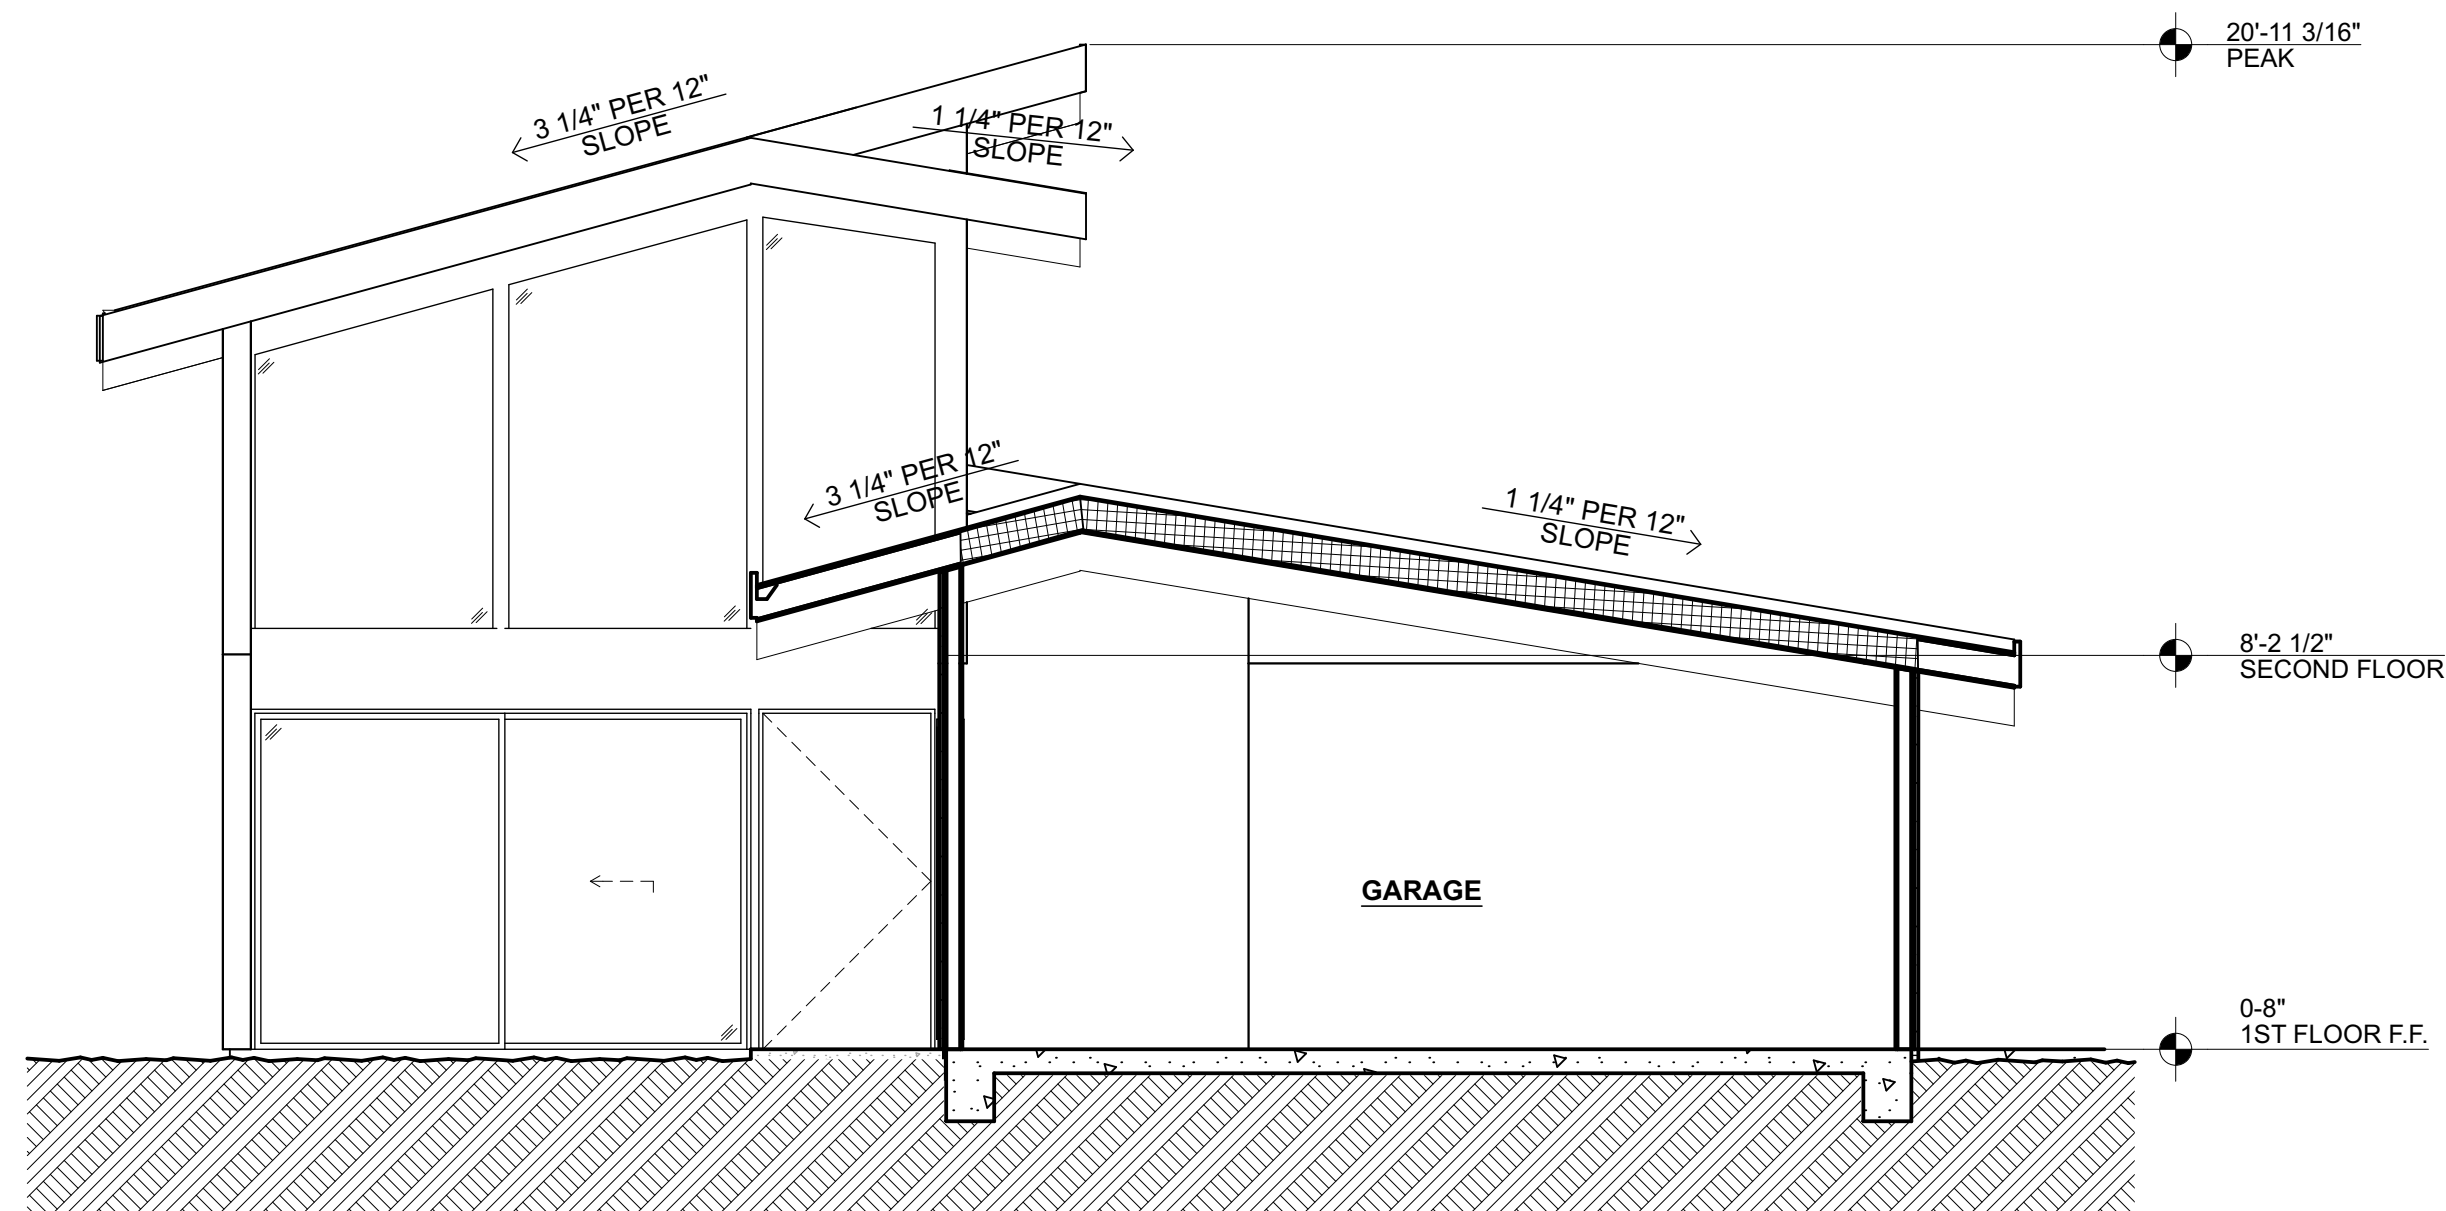 20'-11 3/16"
PEAK
3 1/4" PER 12"
SLOPE
1 1/4" PER 12"
SLOPE
3 1/4" PER 12"
SLOPE
1 1/4" PER 12"
SLOPE
8'-2 1/2"
SECOND FLOOR
GARAGE
0-8"
1ST FLOOR F.F.